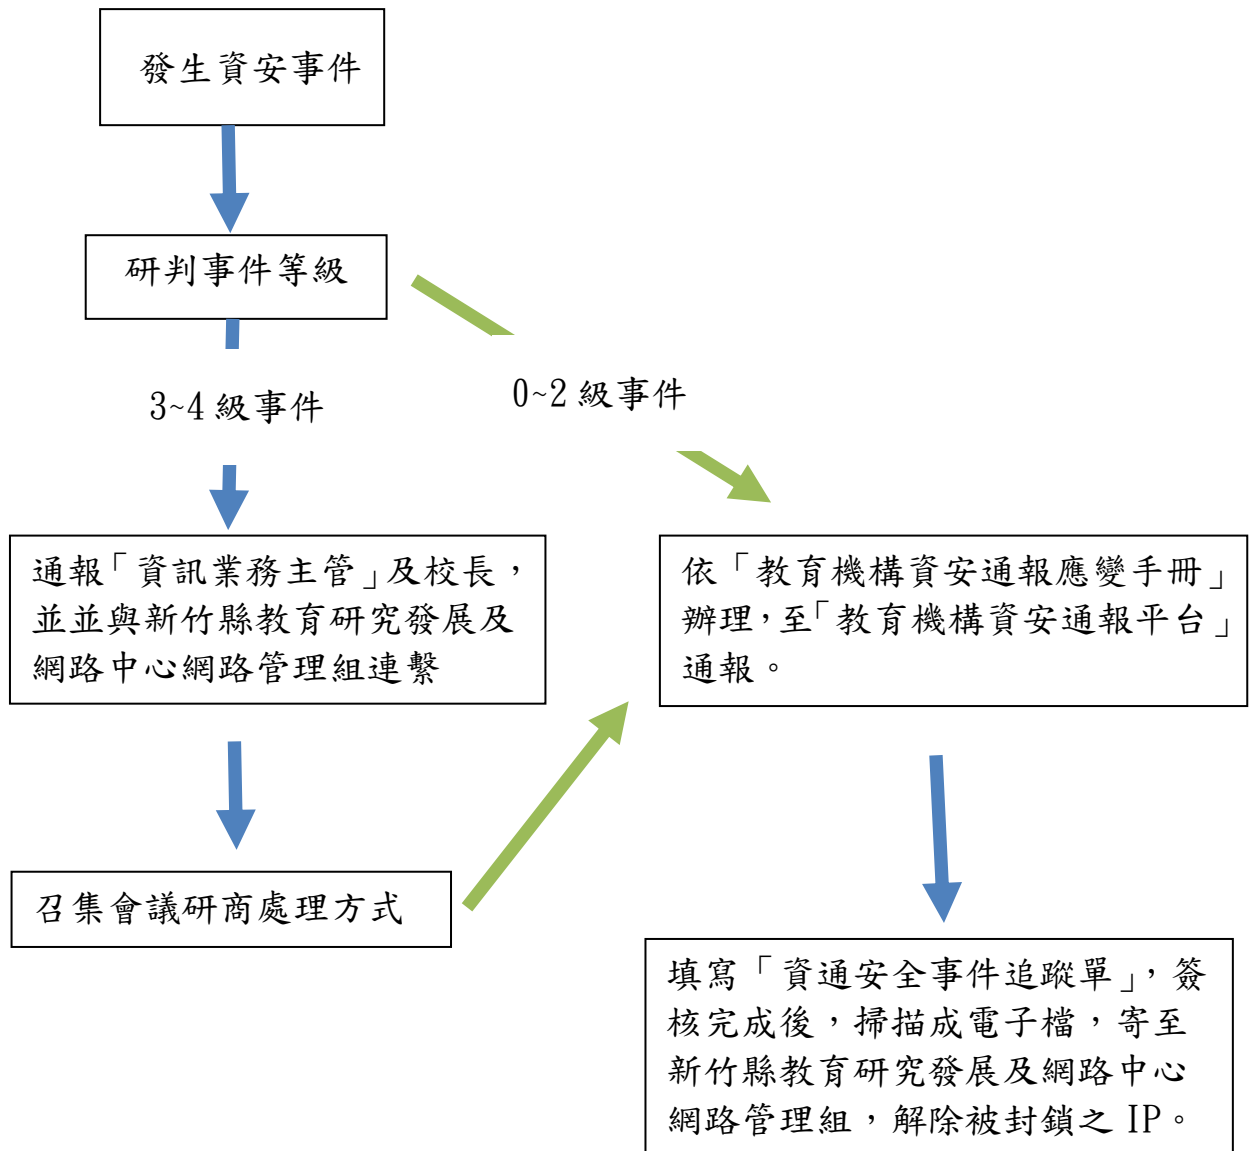 發生資安事件
研判事件等級
3~4 級事件
0~2 級事件
通報「資訊業務主管」及校長，
並並與新竹縣教育研究發展及
網路中心網路管理組連繫
依「教育機構資安通報應變手冊」
辦理，至「教育機構資安通報平台」
通報。
召集會議研商處理方式
填寫「資通安全事件追蹤單」，簽
核完成後，掃描成電子檔，寄至
新竹縣教育研究發展及網路中心
網路管理組，解除被封鎖之 IP。